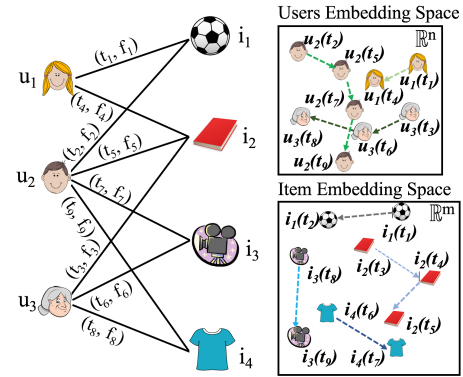 i₁
(t₁, f₁)
u₁
(t₄, f₄)
(t₂, f₂)
(t₅, f₅)
i₂
u₂
(t₇, f₇)
(t₉, f₉)
(t₃, f₃)
i₃
u₃
(t₆, f₆)
(t₈, f₈)
i₄
Users Embedding Space
ℝⁿ
u₂(t₂)
u₂(t₅)
u₂(t₇)
u₁(t₄)
u₁(t₁)
u₃(t₈)
u₃(t₃)
u₃(t₆)
u₂(t₉)
Item Embedding Space
ℝᵐ
i₁(t₂)
i₁(t₁)
i₂(t₃)
i₂(t₄)
i₃(t₈)
i₄(t₆)
i₂(t₅)
i₃(t₉)
i₄(t₇)